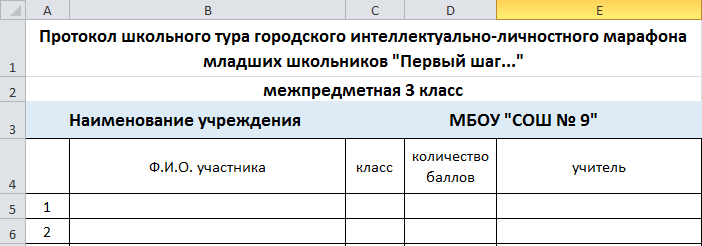 A B C D E
1 Протокол школьного тура городского интеллектуально-личностного марафона
младших школьников "Первый шаг..."
2 межпредметная 3 класс
3 Наименование учреждения МБОУ "СОШ № 9"
4 Ф.И.О. участника класс количество баллов учитель
5 1
6 2